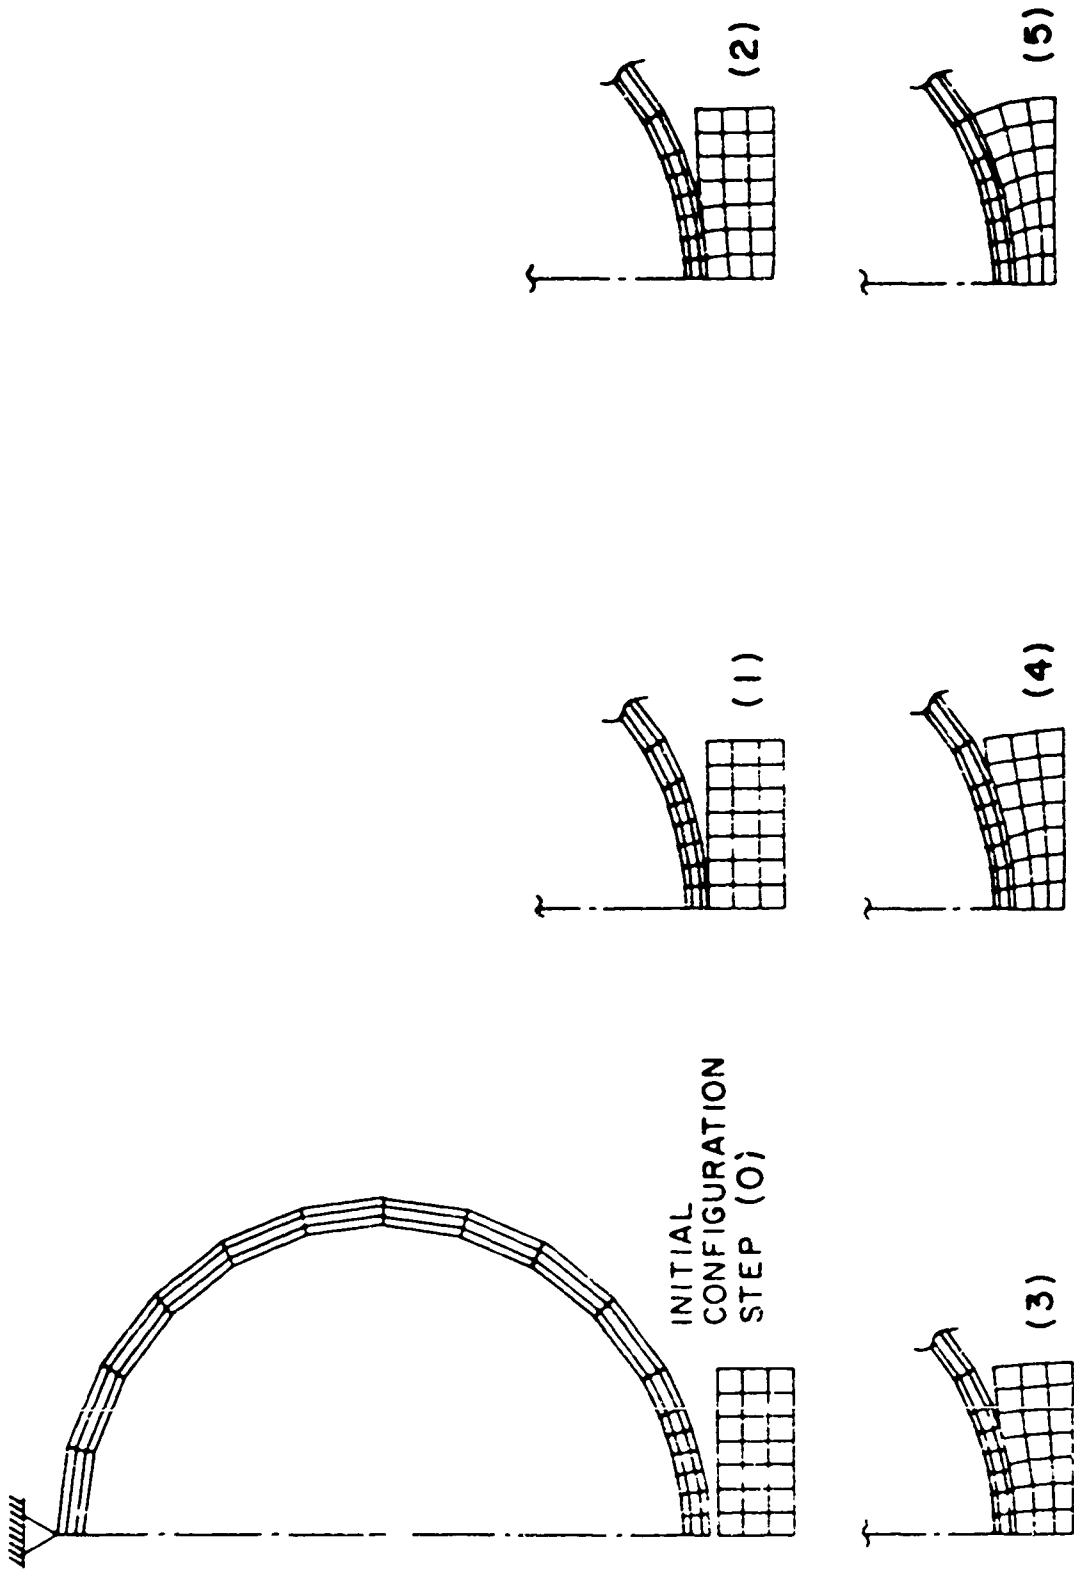 INITIAL
CONFIGURATION
STEP (0)
(1)
(2)
(3)
(4)
(5)